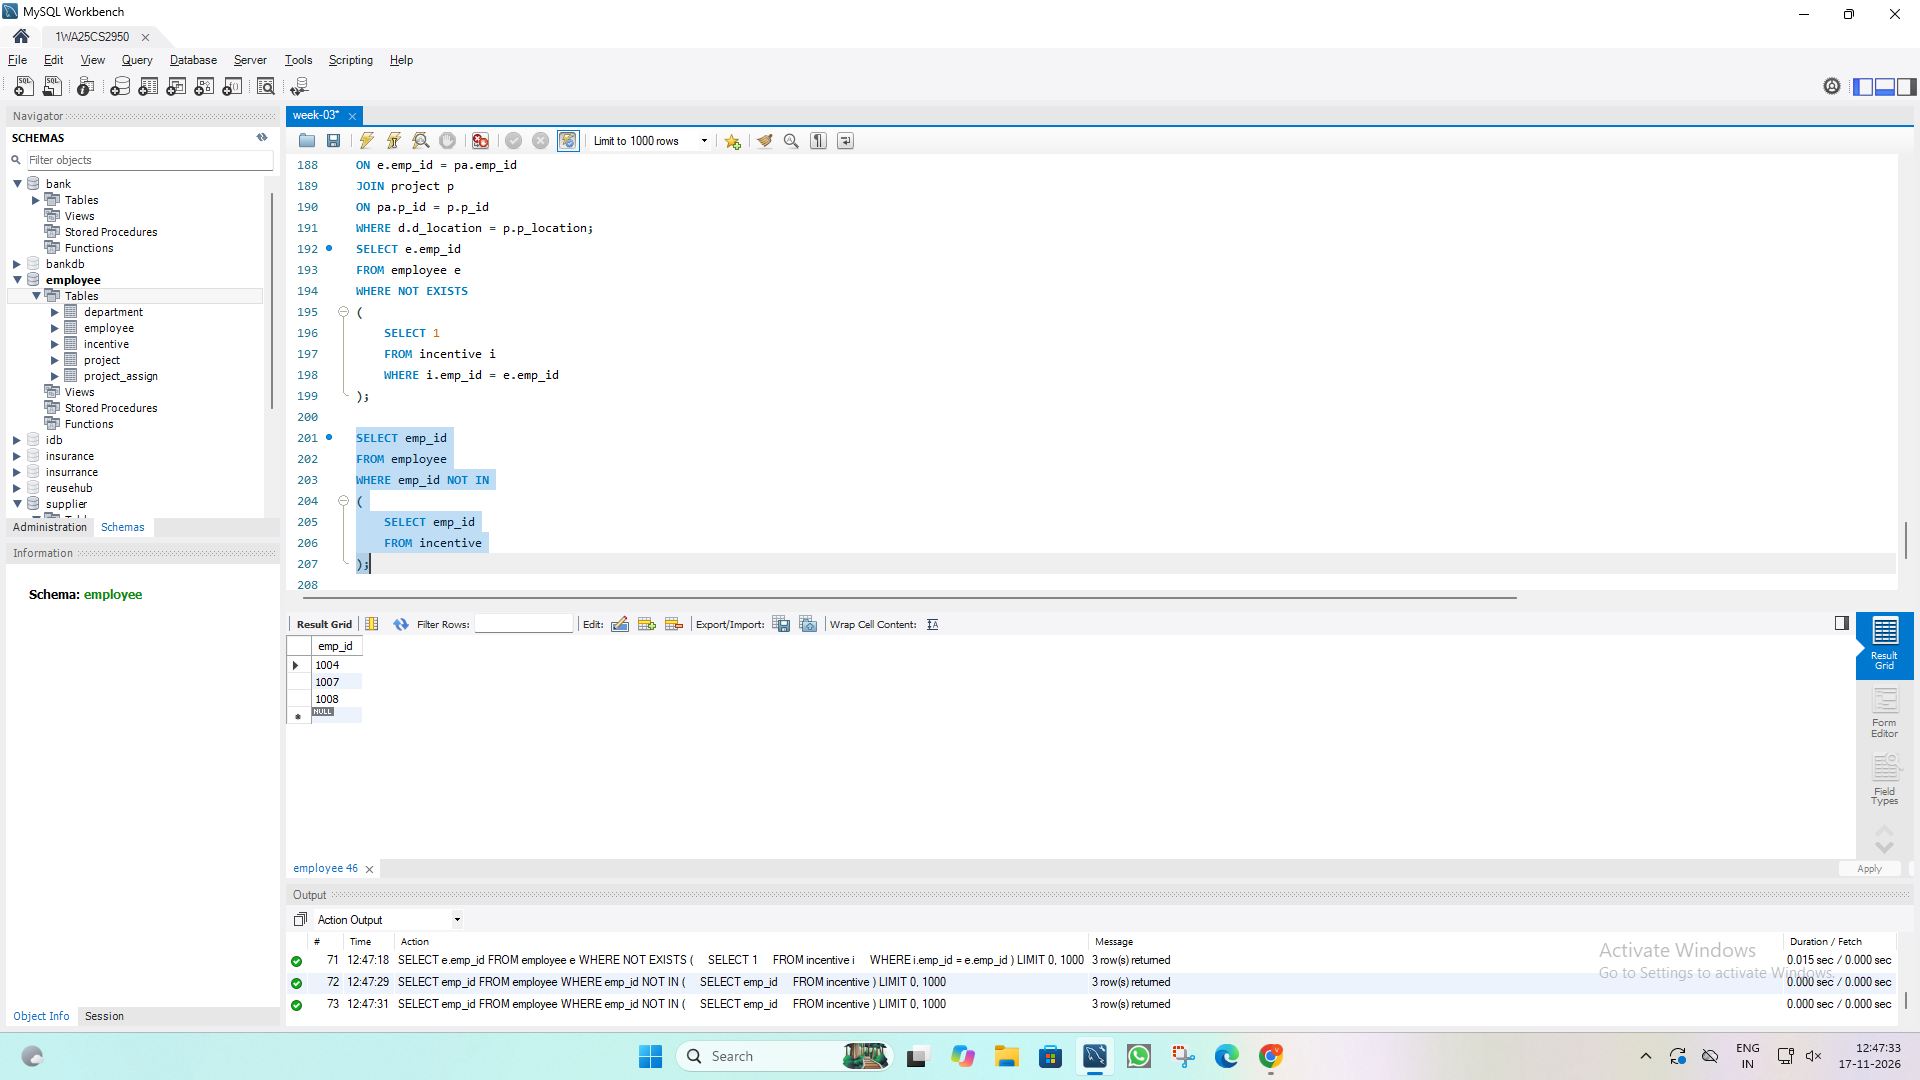 MySQL Workbench
1WA25CS2950
File Edit View Query Database Server Tools Scripting Help
Navigator
SCHEMAS
Filter objects
bank
Tables
Views
Stored Procedures
Functions
bankdb
employee
Tables
department
employee
incentive
project
project_assign
Views
Stored Procedures
Functions
idb
insurance
insurrance
reusehub
supplier
Administration Schemas
Information
Schema: employee
Object Info Session
week-03*
Limit to 1000 rows
188 ON e.emp_id = pa.emp_id
189 JOIN project p
190 ON pa.p_id = p.p_id
191 WHERE d.d_location = p.p_location;
192 SELECT e.emp_id
193 FROM employee e
194 WHERE NOT EXISTS
195 (
196 SELECT 1
197 FROM incentive i
198 WHERE i.emp_id = e.emp_id
199 );
200
201 SELECT emp_id
202 FROM employee
203 WHERE emp_id NOT IN
204 (
205 SELECT emp_id
206 FROM incentive
207 );
208
Result Grid Filter Rows: Edit: Export/Import: Wrap Cell Content:
emp_id
1004
1007
1008
NULL
Result Grid
Form Editor
Field Types
employee 46
Apply
Output
Action Output
# Time Action Message Duration / Fetch
71 12:47:18 SELECT e.emp_id FROM employee e WHERE NOT EXISTS ( SELECT 1 FROM incentive i WHERE i.emp_id = e.emp_id ) LIMIT 0, 1000 3 row(s) returned 0.015 sec / 0.000 sec
72 12:47:29 SELECT emp_id FROM employee WHERE emp_id NOT IN ( SELECT emp_id FROM incentive ) LIMIT 0, 1000 3 row(s) returned 0.000 sec / 0.000 sec
73 12:47:31 SELECT emp_id FROM employee WHERE emp_id NOT IN ( SELECT emp_id FROM incentive ) LIMIT 0, 1000 3 row(s) returned 0.000 sec / 0.000 sec
Activate Windows
Go to Settings to activate Windows.
Search
ENG
IN
12:47:33
17-11-2026